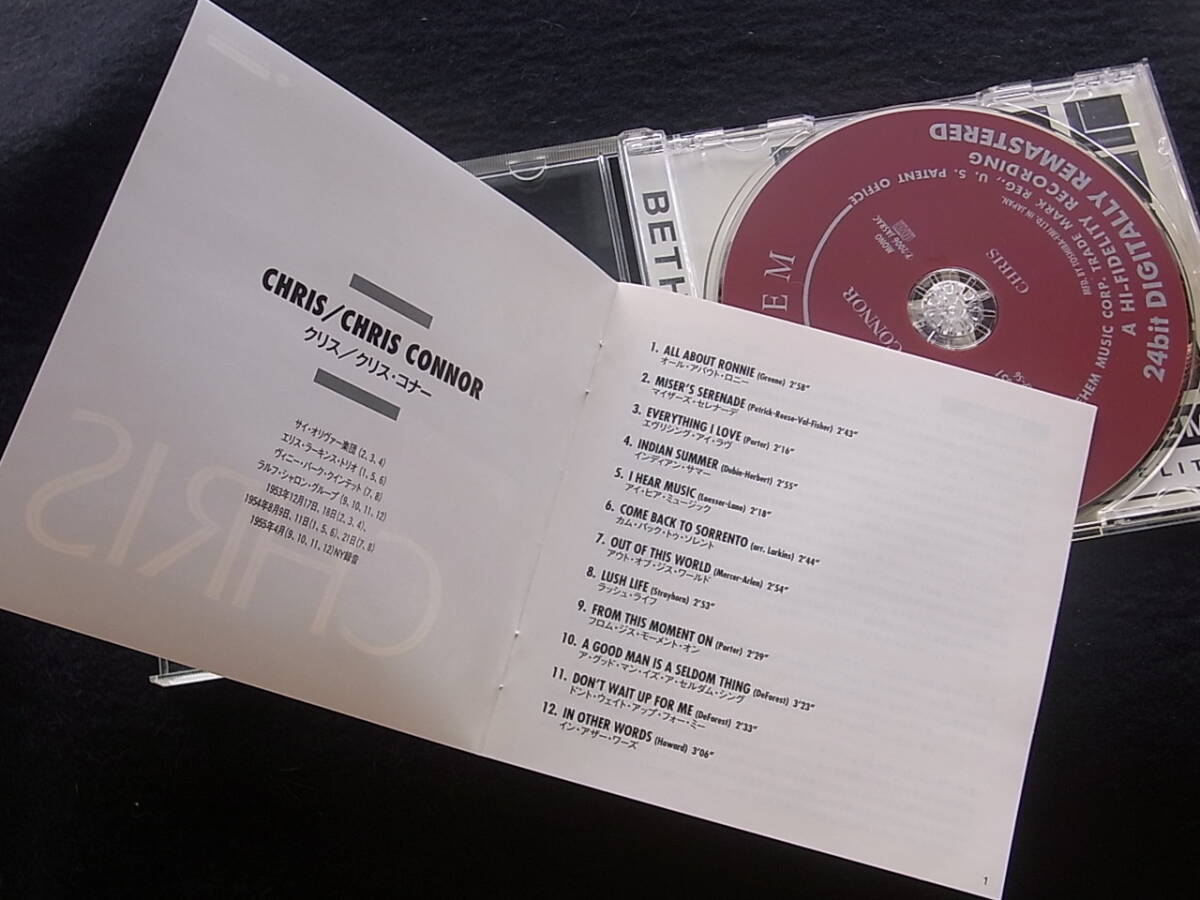 CHRIS/CHRIS CONNOR
クリス／クリス・コナー
サイ・オリヴァー楽団(2, 3, 4)
エリス・ラーキンス・トリオ(1, 5, 6)
ヴィニー・バーク・クインテット(7, 8)
ラルフ・シャロン・グループ(9, 10, 11, 12)
1953年12月17日、18日(2, 3, 4)、
1954年8月9日、11日(1, 5, 6)、21日(7, 8)
1955年4月(9, 10, 11, 12)NY録音
CHRIS
1. ALL ABOUT RONNIE (Greene) 2'58"
オール・アバウト・ロニー
2. MISER'S SERENADE (Petrick-Reese-Val-Fisher) 2'43"
マイザーズ・セレナーデ
3. EVERYTHING I LOVE (Porter) 2'16"
エヴリシング・アイ・ラヴ
4. INDIAN SUMMER (Dubin-Herbert) 2'55"
インディアン・サマー
5. I HEAR MUSIC (Loesser-Lane) 2'18"
アイ・ヒア・ミュージック
6. COME BACK TO SORRENTO (arr. Larkins) 2'44"
カム・バック・トゥ・ソレント
7. OUT OF THIS WORLD (Mercer-Arlen) 2'54"
アウト・オブ・ジス・ワールド
8. LUSH LIFE (Strayhorn) 2'53"
ラッシュ・ライフ
9. FROM THIS MOMENT ON (Porter) 2'29"
フロム・ジス・モーメント・オン
10. A GOOD MAN IS A SELDOM THING (DeForest) 3'23"
ア・グッド・マン・イズ・ア・セルダム・シング
11. DON'T WAIT UP FOR ME (DeForest) 2'33"
ドント・ウェイト・アップ・フォー・ミー
12. IN OTHER WORDS (Howard) 3'06"
イン・アザー・ワーズ
1
BETH
24bit DIGITALLY REMASTERED
A HI-FIDELITY RECORDING
THEM MUSIC CORP. TRADE MARK REG., U. S. PATENT OFFICE
MFD. BY TOSHIBA-EMI LTD. IN JAPAN.
MONO
℗2006 JASRAC
CHRIS
CONNOR
EM